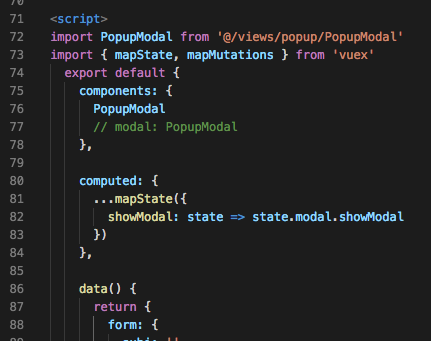 70
71 <script>
72 import PopupModal from '@/views/popup/PopupModal'
73 import { mapState, mapMutations } from 'vuex'
74 export default {
75 components: {
76 PopupModal
77 // modal: PopupModal
78 },
79
80 computed: {
81 ...mapState({
82 showModal: state => state.modal.showModal
83 })
84 },
85
86 data() {
87 return {
88 form: {